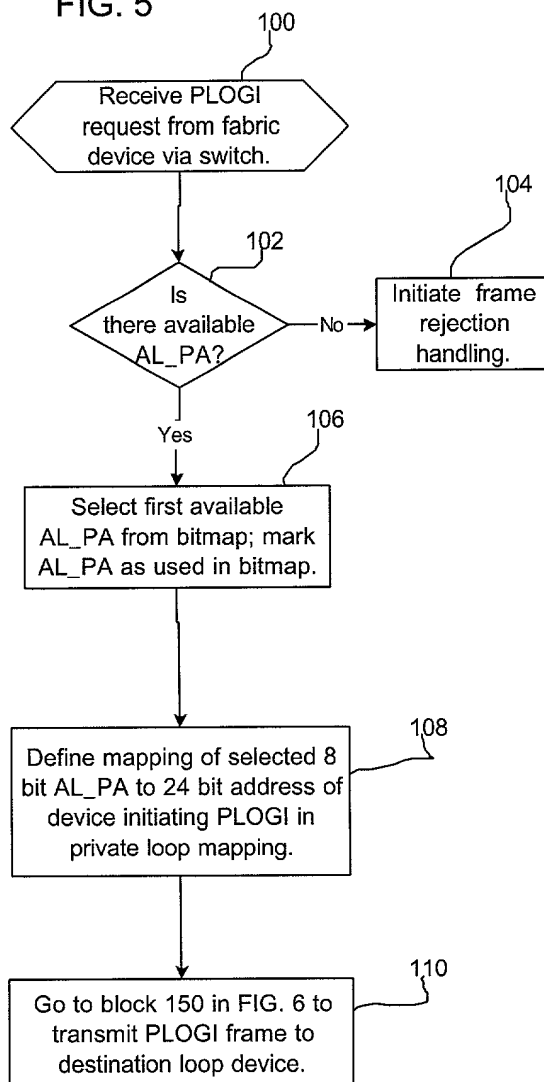 FIG. 5
100
Receive PLOGI
request from fabric
device via switch.
102
Is
there available
AL_PA?
No
104
Initiate frame
rejection
handling.
Yes
106
Select first available
AL_PA from bitmap; mark
AL_PA as used in bitmap.
108
Define mapping of selected 8
bit AL_PA to 24 bit address of
device initiating PLOGI in
private loop mapping.
110
Go to block 150 in FIG. 6 to
transmit PLOGI frame to
destination loop device.